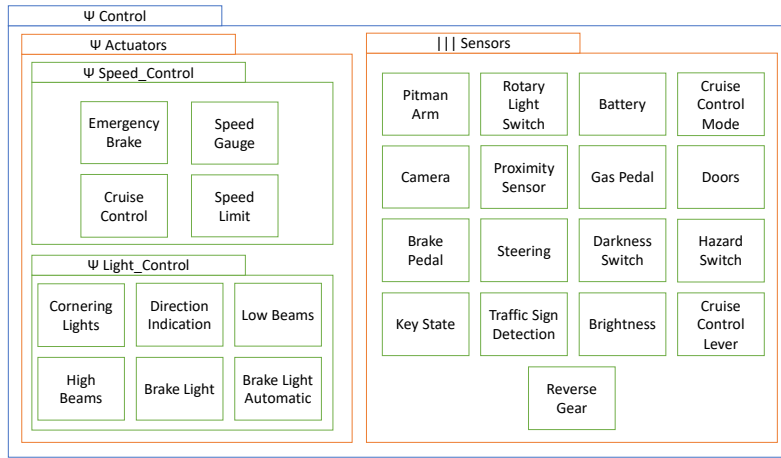 Ψ Control
Ψ Actuators
Ψ Speed_Control
Emergency
Brake
Speed
Gauge
Cruise
Control
Speed
Limit
Ψ Light_Control
Cornering
Lights
Direction
Indication
Low Beams
High
Beams
Brake Light
Brake Light
Automatic
||| Sensors
Pitman
Arm
Rotary
Light
Switch
Battery
Cruise
Control
Mode
Camera
Proximity
Sensor
Gas Pedal
Doors
Brake
Pedal
Steering
Darkness
Switch
Hazard
Switch
Key State
Traffic Sign
Detection
Brightness
Cruise
Control
Lever
Reverse
Gear